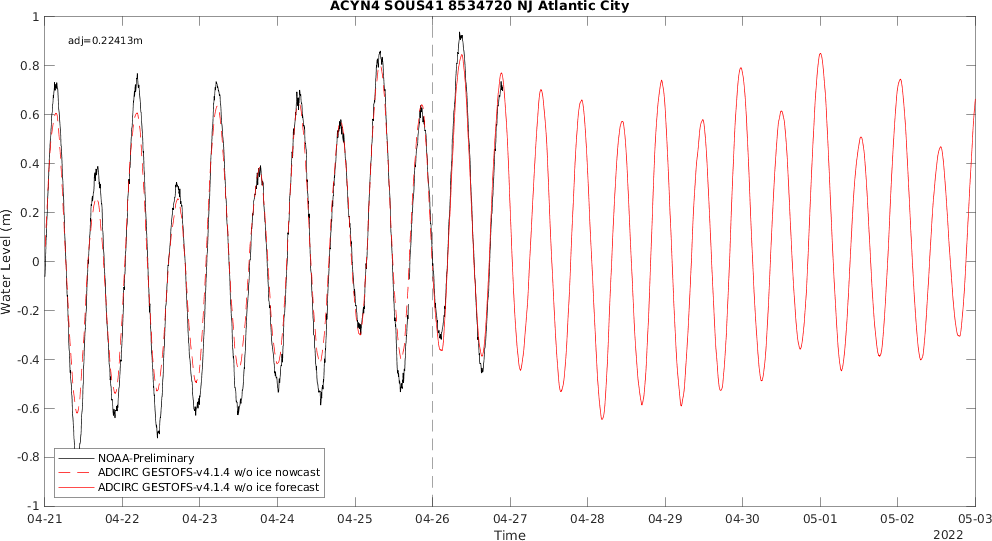 ACYN4 SOUS41 8534720 NJ Atlantic City
adj=0.22413m
1
0.8
0.6
0.4
0.2
0
-0.2
-0.4
-0.6
-0.8
-1
Water Level (m)
NOAA-Preliminary
ADCIRC GESTOFS-v4.1.4 w/o ice nowcast
ADCIRC GESTOFS-v4.1.4 w/o ice forecast
04-21 04-22 04-23 04-24 04-25 04-26 04-27 04-28 04-29 04-30 05-01 05-02 05-03
Time
2022